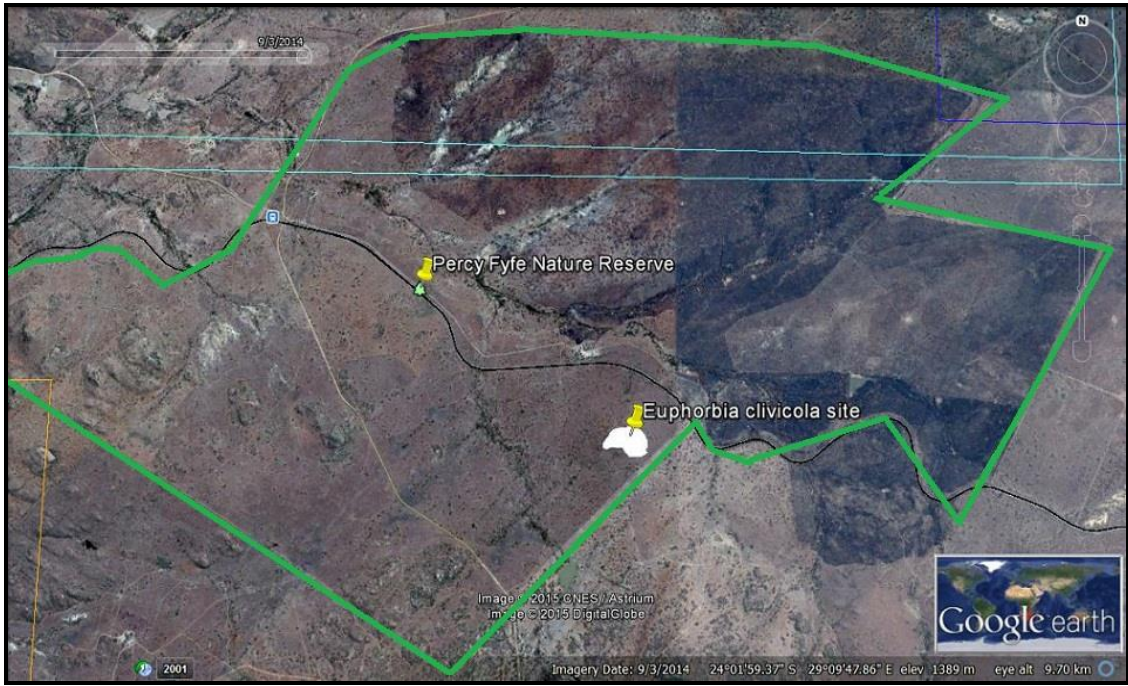 9/3/2014
N
Percy Fyfe Nature Reserve
Euphorbia clivicola site
Image © 2015 CNES / Astrium
Image © 2015 DigitalGlobe
Google earth
2001
Imagery Date: 9/3/2014 24°01'59.37" S 29°09'47.86" E elev 1389 m eye alt 9.70 km